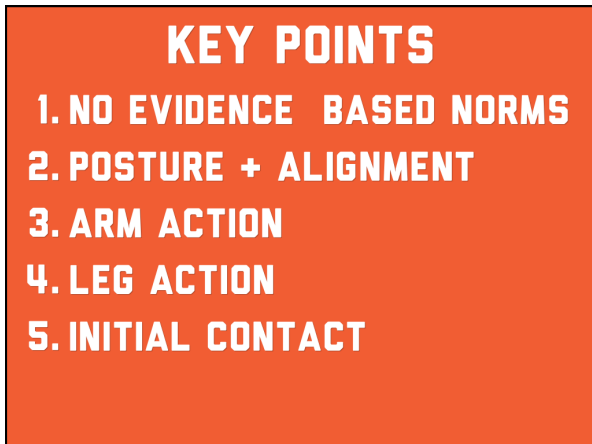 KEY POINTS
1. NO EVIDENCE BASED NORMS
2. POSTURE + ALIGNMENT
3. ARM ACTION
4. LEG ACTION
5. INITIAL CONTACT